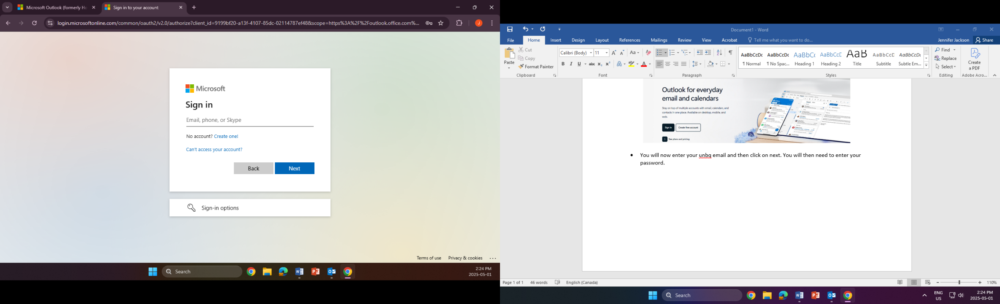 Microsoft Outlook (formerly Ho
Sign in to your account
login.microsoftonline.com/common/oauth2/v2.0/authorize?client_id=9199bf20-a13f-4107-85dc-02114787ef48&scope=https%3A%2F%2Foutlook.office.com%...
J
Microsoft
Sign in
Email, phone, or Skype
No account? Create one!
Can't access your account?
Back
Next
Sign-in options
Terms of use
Privacy & cookies
...
Search
2:24 PM
2025-05-01
Document1 - Word
File
Home
Insert
Design
Layout
References
Mailings
Review
View
Acrobat
Tell me what you want to do...
Jennifer Jackson
Share
Paste
Cut
Copy
Format Painter
Clipboard
Calibri (Body)
11
Aa
B I U abc x₂ x²
A
Font
Paragraph
AaBbCcDc
¶ Normal
AaBbCcDc
¶ No Spac...
AaBbCc
Heading 1
AaBbCcE
Heading 2
AaB
Title
AaBbCcD
Subtitle
AaBbCcDc
Subtle Em...
Styles
Find
Replace
Select
Editing
Create
a PDF
Adobe Acro...
Outlook for everyday
email and calendars
Stay on top of multiple accounts with email, calendar, and
contacts in one place. Available on desktop, mobile, and
web.
Sign in
Create free account
See plans and pricing
• You will now enter your unbq email and then click on next. You will then need to enter your
password.
Page 1 of 1
46 words
English (Canada)
110%
Search
ENG
US
2:24 PM
2025-05-01